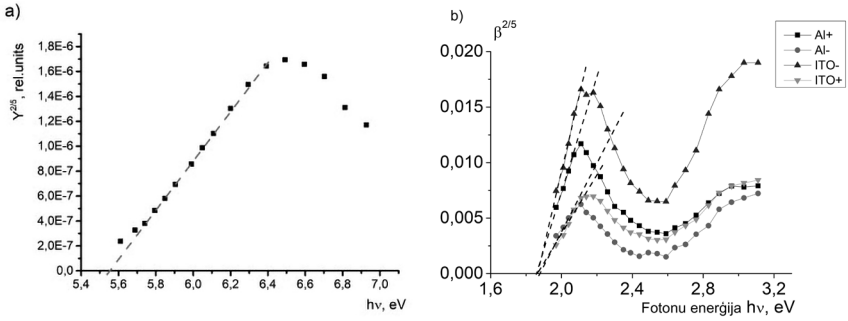 a)
Y2/5, rel.units
1,8E-6
1,6E-6
1,4E-6
1,2E-6
1,0E-6
8,0E-7
6,0E-7
4,0E-7
2,0E-7
0,0
5,4 5,6 5,8 6,0 6,2 6,4 6,6 6,8 7,0
hν, eV
b)
β2/5
0,020
0,015
0,010
0,005
0,000
1,6 2,0 2,4 2,8 3,2
Fotonu enerģija hν, eV
Al+
Al-
ITO-
ITO+